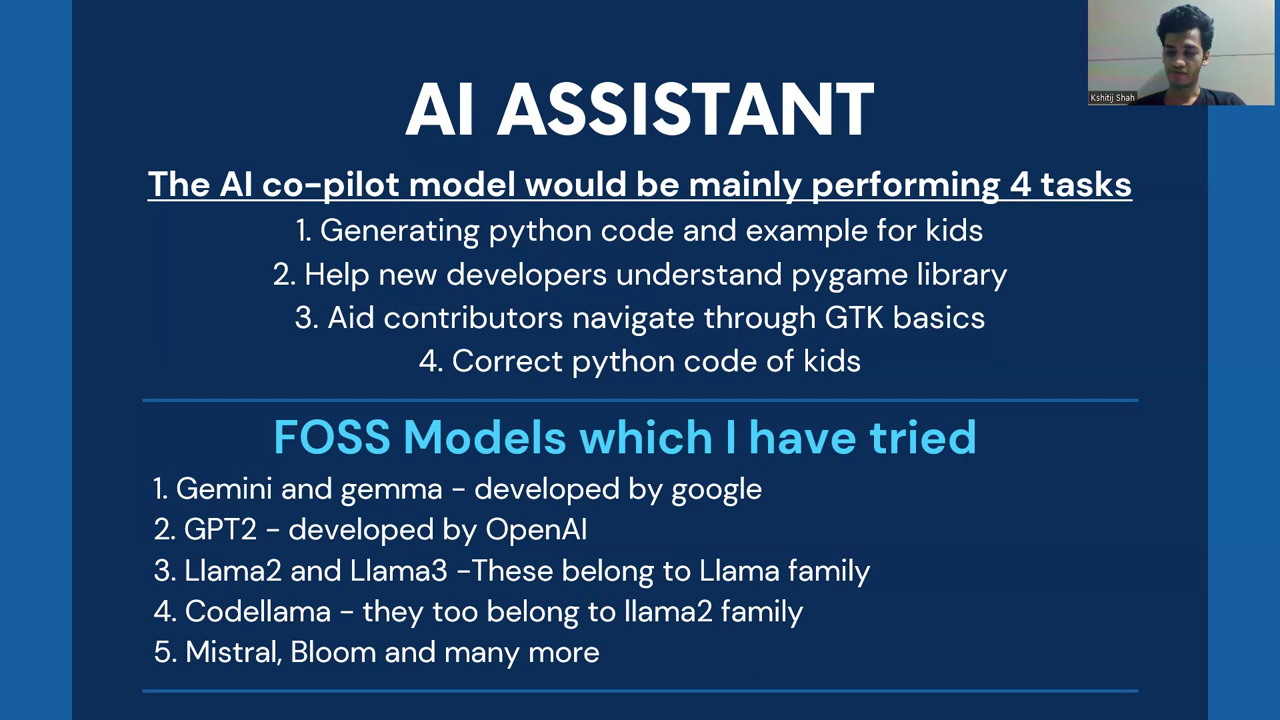 AI ASSISTANT
Kshitij Shah
The AI co-pilot model would be mainly performing 4 tasks
1. Generating python code and example for kids
2. Help new developers understand pygame library
3. Aid contributors navigate through GTK basics
4. Correct python code of kids
FOSS Models which I have tried
1. Gemini and gemma - developed by google
2. GPT2 - developed by OpenAI
3. Llama2 and Llama3 -These belong to Llama family
4. Codellama - they too belong to llama2 family
5. Mistral, Bloom and many more